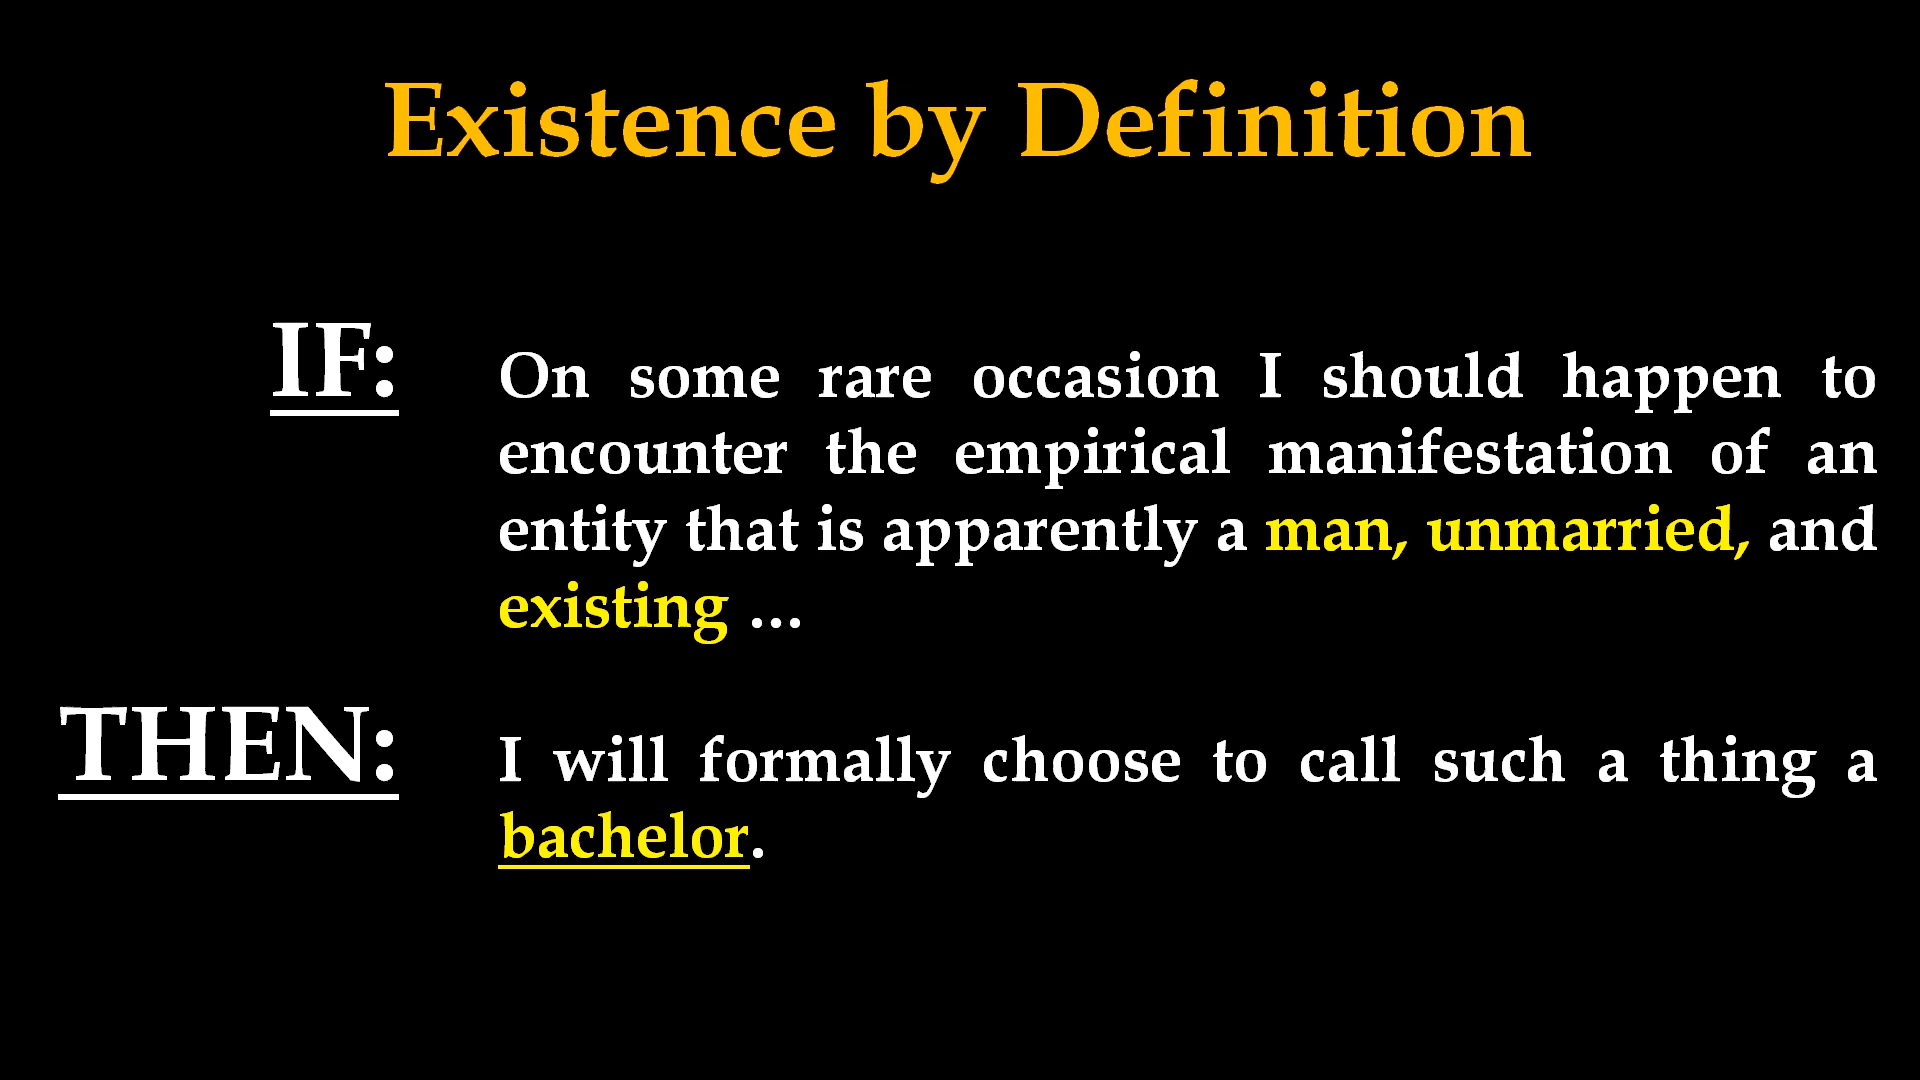 Existence by Definition
IF:
On some rare occasion I should happen to
encounter the empirical manifestation of an
entity that is apparently a man, unmarried, and
existing …
THEN:
I will formally choose to call such a thing a
bachelor.